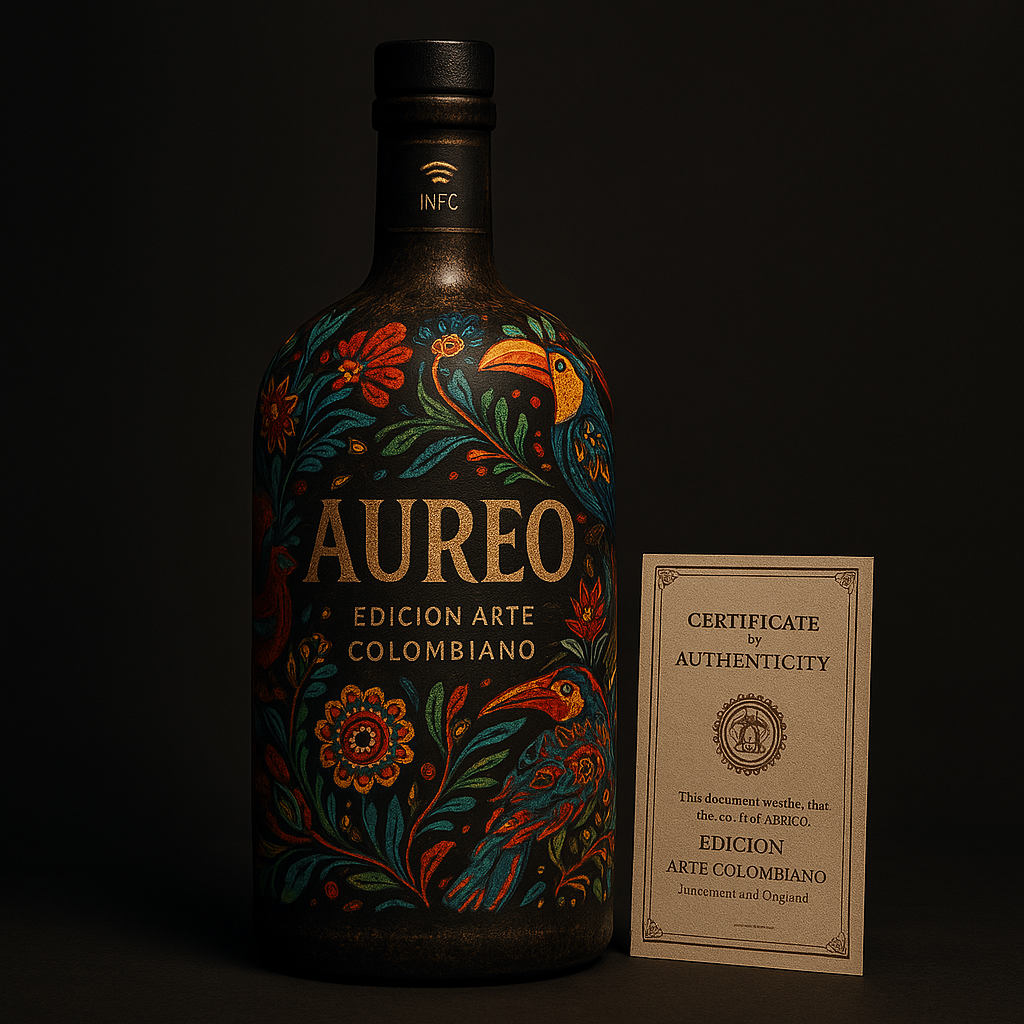 INFC
AUREO
EDICION ARTE
COLOMBIANO
CERTIFICATE
by
AUTHENTICITY
This document westhe, that
the. co. ft of ABRICO.
EDICION
ARTE COLOMBIANO
Juncement and Ongiand